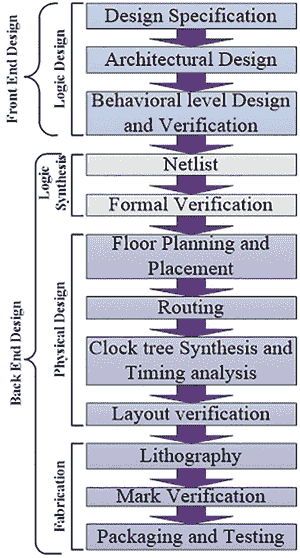 Front End Design
Logic Design
Design Specification
Architectural Design
Behavioral level Design
and Verification
Back End Design
Logic
Synthesis
Netlist
Formal Verification
Physical Design
Floor Planning and
Placement
Routing
Clock tree Synthesis and
Timing analysis
Layout verification
Fabrication
Lithography
Mark Verification
Packaging and Testing